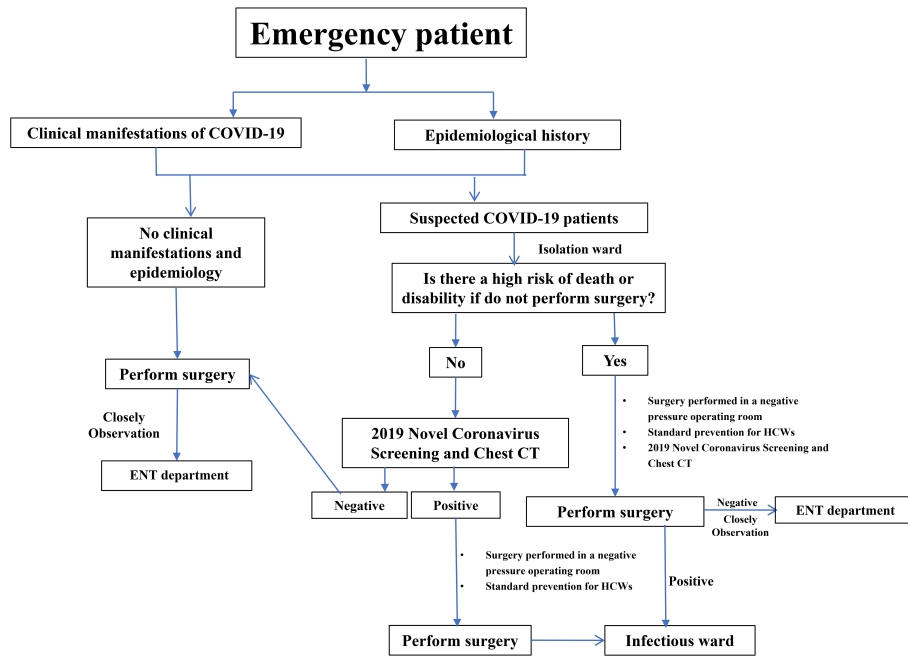 Emergency patient
Clinical manifestations of COVID-19
Epidemiological history
No clinical
manifestations and
epidemiology
Suspected COVID-19 patients
Isolation ward
Is there a high risk of death or
disability if do not perform surgery?
No
Yes
Perform surgery
Closely
Observation
ENT department
2019 Novel Coronavirus
Screening and Chest CT
Negative
Positive
• Surgery performed in a negative
pressure operating room
• Standard prevention for HCWs
• 2019 Novel Coronavirus Screening and
Chest CT
Perform surgery
Negative
Closely
Observation
ENT department
• Surgery performed in a negative
pressure operating room
• Standard prevention for HCWs
Positive
Perform surgery
Infectious ward